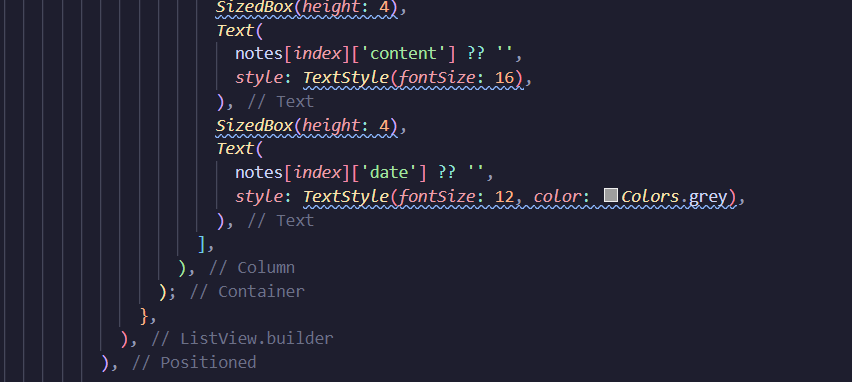 SizedBox(height: 4),
Text(
notes[index]['content'] ?? '',
style: TextStyle(fontSize: 16),
), // Text
SizedBox(height: 4),
Text(
notes[index]['date'] ?? '',
style: TextStyle(fontSize: 12, color: Colors.grey),
), // Text
],
), // Column
); // Container
},
), // ListView.builder
), // Positioned